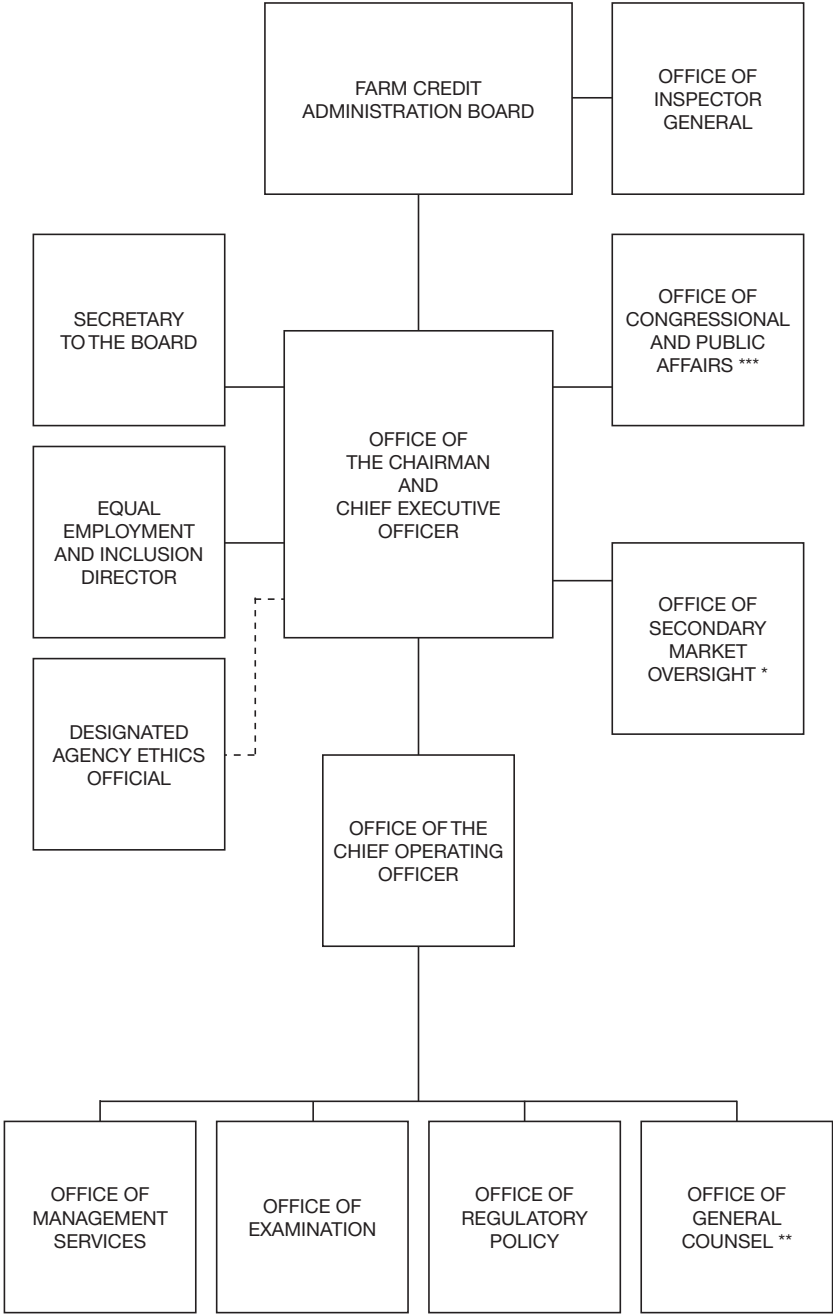 FARM CREDIT
ADMINISTRATION BOARD
OFFICE OF
INSPECTOR
GENERAL
SECRETARY
TO THE BOARD
OFFICE OF
CONGRESSIONAL
AND PUBLIC
AFFAIRS ***
OFFICE OF
THE CHAIRMAN
AND
CHIEF EXECUTIVE
OFFICER
EQUAL
EMPLOYMENT
AND INCLUSION
DIRECTOR
OFFICE OF
SECONDARY
MARKET
OVERSIGHT *
DESIGNATED
AGENCY ETHICS
OFFICIAL
OFFICE OF THE
CHIEF OPERATING
OFFICER
OFFICE OF
MANAGEMENT
SERVICES
OFFICE OF
EXAMINATION
OFFICE OF
REGULATORY
POLICY
OFFICE OF
GENERAL
COUNSEL **